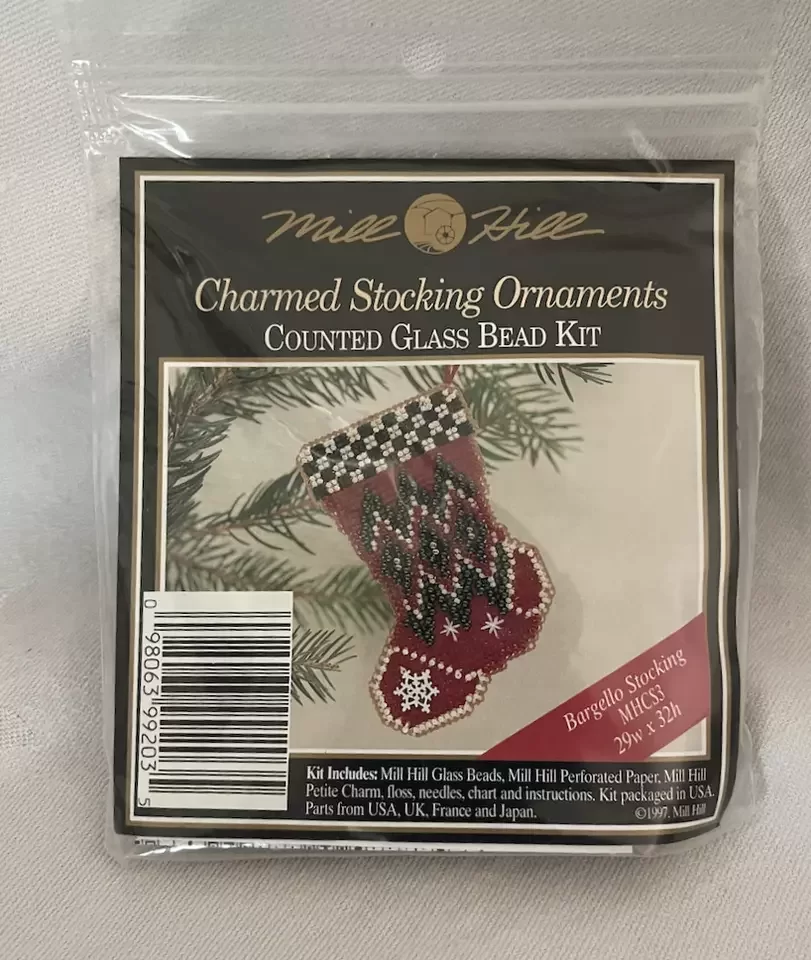 Mill Hill
Charmed Stocking Ornaments
COUNTED GLASS BEAD KIT
Bargello Stocking
MHCS3
29w x 32h
0 98063 99203 5
Kit Includes: Mill Hill Glass Beads, Mill Hill Perforated Paper, Mill Hill
Petite Charm, floss, needles, chart and instructions. Kit packaged in USA.
Parts from USA, UK, France and Japan.
©1997, Mill Hill